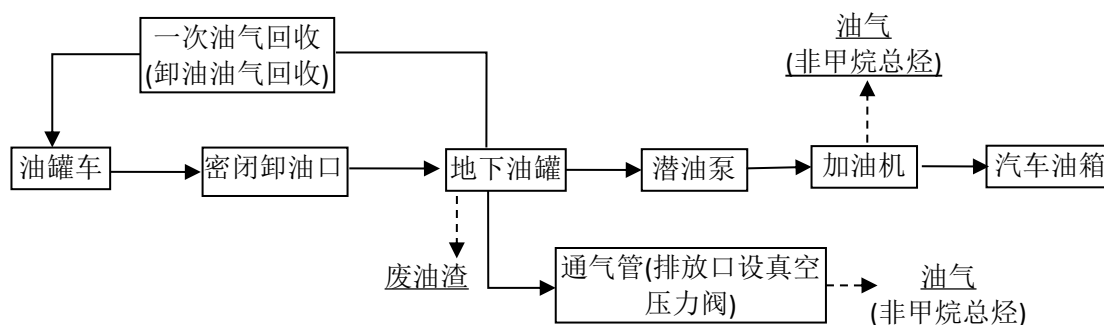 一次油气回收
(卸油油气回收)
油气
(非甲烷总烃)
油罐车
密闭卸油口
地下油罐
潜油泵
加油机
汽车油箱
废油渣
通气管(排放口设真空
压力阀)
油气
(非甲烷总烃)